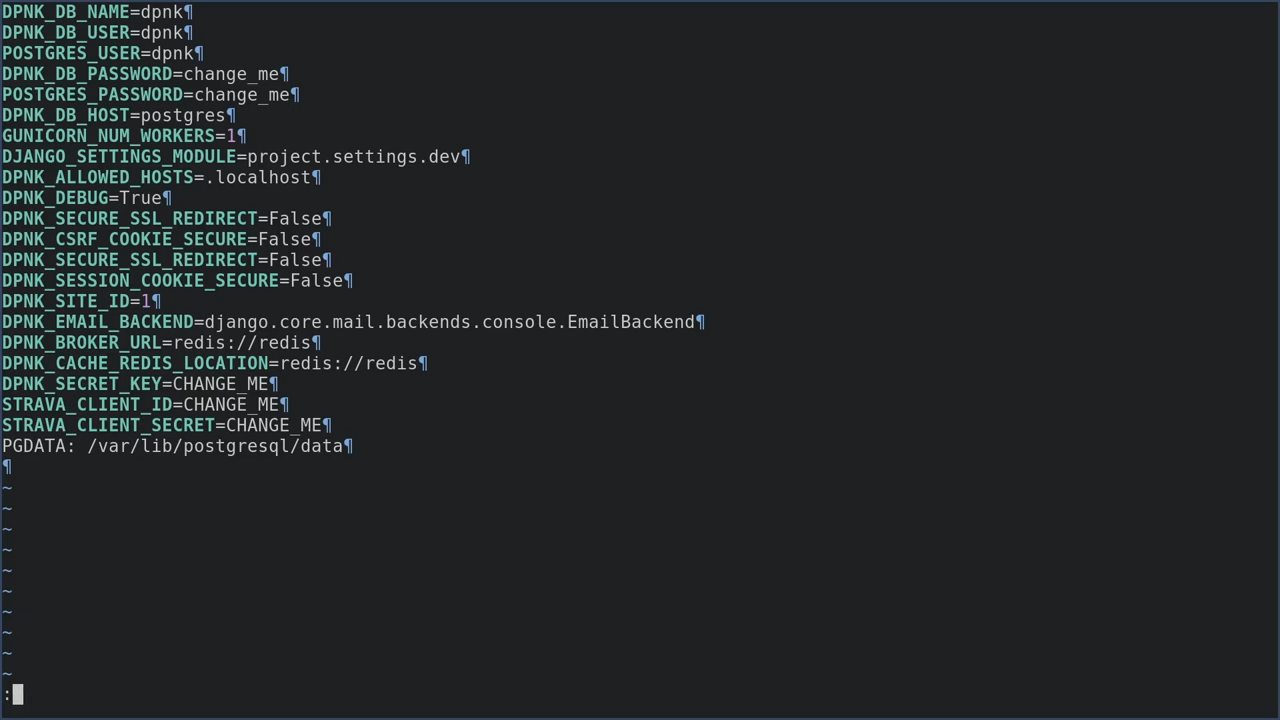 DPNK_DB_NAME=dpnk¶
DPNK_DB_USER=dpnk¶
POSTGRES_USER=dpnk¶
DPNK_DB_PASSWORD=change_me¶
POSTGRES_PASSWORD=change_me¶
DPNK_DB_HOST=postgres¶
GUNICORN_NUM_WORKERS=1¶
DJANGO_SETTINGS_MODULE=project.settings.dev¶
DPNK_ALLOWED_HOSTS=.localhost¶
DPNK_DEBUG=True¶
DPNK_SECURE_SSL_REDIRECT=False¶
DPNK_CSRF_COOKIE_SECURE=False¶
DPNK_SECURE_SSL_REDIRECT=False¶
DPNK_SESSION_COOKIE_SECURE=False¶
DPNK_SITE_ID=1¶
DPNK_EMAIL_BACKEND=django.core.mail.backends.console.EmailBackend¶
DPNK_BROKER_URL=redis://redis¶
DPNK_CACHE_REDIS_LOCATION=redis://redis¶
DPNK_SECRET_KEY=CHANGE_ME¶
STRAVA_CLIENT_ID=CHANGE_ME¶
STRAVA_CLIENT_SECRET=CHANGE_ME¶
PGDATA: /var/lib/postgresql/data¶
¶
~
~
~
~
~
~
~
~
~
~
: